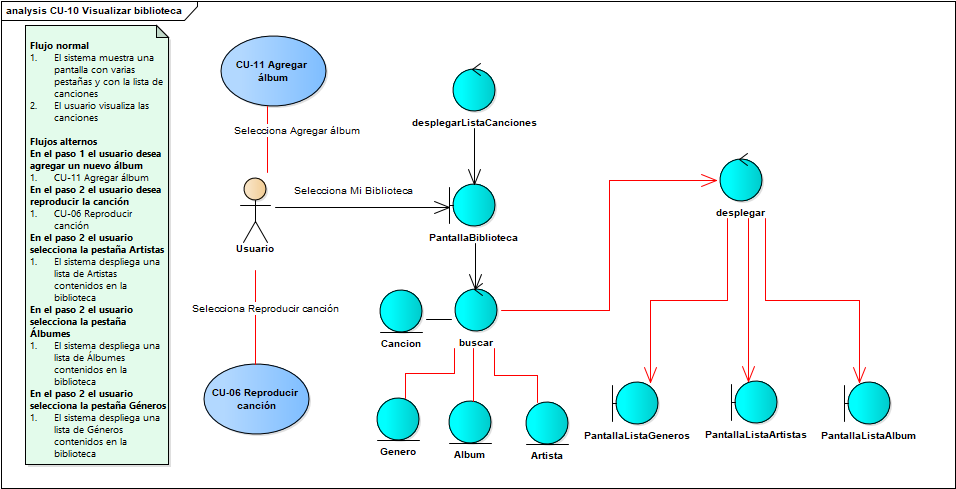 analysis CU-10 Visualizar biblioteca
Flujo normal
1. El sistema muestra una
pantalla con varias
pestañas y con la lista de
canciones
2. El usuario visualiza las
canciones
Flujos alternos
En el paso 1 el usuario desea
agregar un nuevo álbum
1. CU-11 Agregar álbum
En el paso 2 el usuario desea
reproducir la canción
1. CU-06 Reproducir
canción
En el paso 2 el usuario
selecciona la pestaña Artistas
1. El sistema despliega una
lista de Artistas
contenidos en la
biblioteca
En el paso 2 el usuario
selecciona la pestaña
Álbumes
1. El sistema despliega una
lista de Álbumes
contenidos en la
biblioteca
En el paso 2 el usuario
selecciona la pestaña Géneros
1. El sistema despliega una
lista de Géneros
contenidos en la
biblioteca
CU-11 Agregar
álbum
Selecciona Agregar álbum
Usuario
Selecciona Mi Biblioteca
Selecciona Reproducir canción
CU-06 Reproducir
canción
desplegarListaCanciones
PantallaBiblioteca
Cancion
buscar
Genero
Album
Artista
desplegar
PantallaListaGeneros
PantallaListaArtistas
PantallaListaAlbum